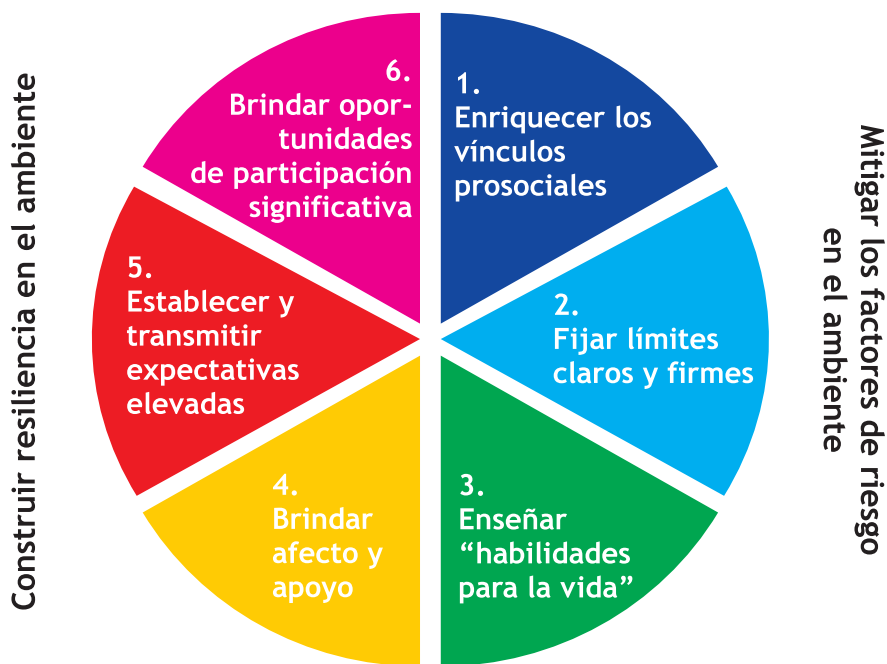 Construir resiliencia en el ambiente
1.
Enriquecer los
vínculos
prosociales
2.
Fijar límites
claros y firmes
3.
Enseñar
“habilidades
para la vida”
4.
Brindar
afecto y
apoyo
5.
Establecer y
transmitir
expectativas
elevadas
6.
Brindar opor-
tunidades
de participación
significativa
Mitigar los factores de riesgo
en el ambiente